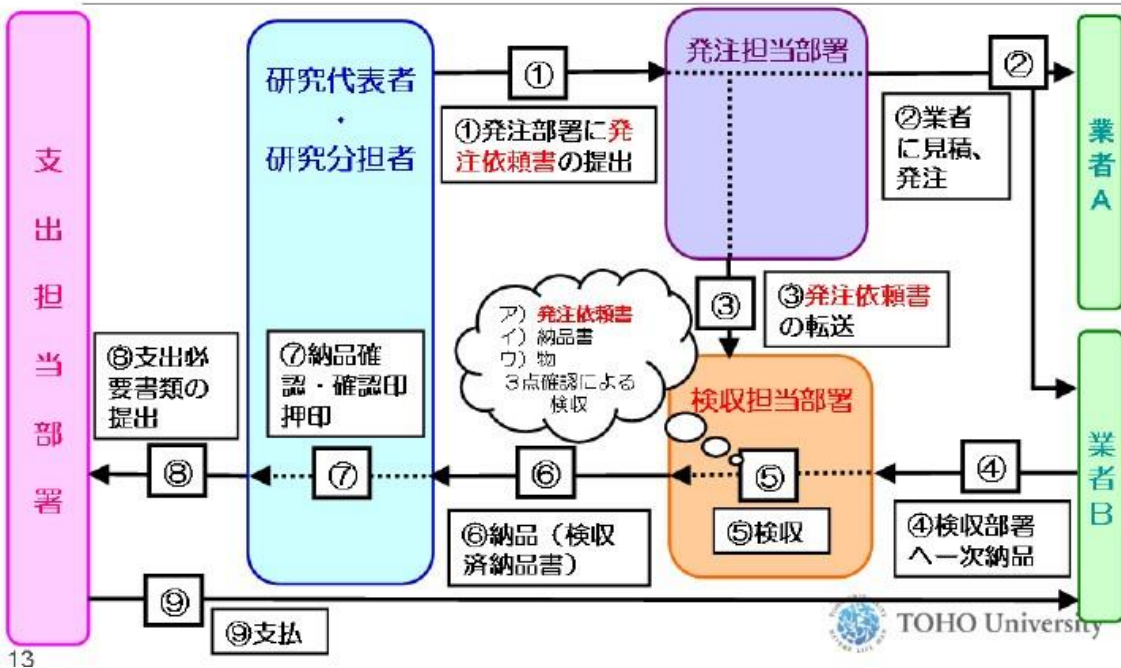 支出担当部署
研究代表者
・
研究分担者
①
①発注部署に発
注依頼書の提出
発注担当部署
②
②業者
に見積、
発注
業者A
③
③発注依頼書
の転送
ア）発注依頼書
イ）納品書
ウ）物
３点確認による
検収
検収担当部署
業者B
④
④検収部署
へ一次納品
⑤
⑤検収
⑥
⑥納品（検収
済納品書）
⑦納品確
認・確認印
押印
⑦
⑧支出必
要書類の
提出
⑧
⑨
⑨支払
TOHO University
13